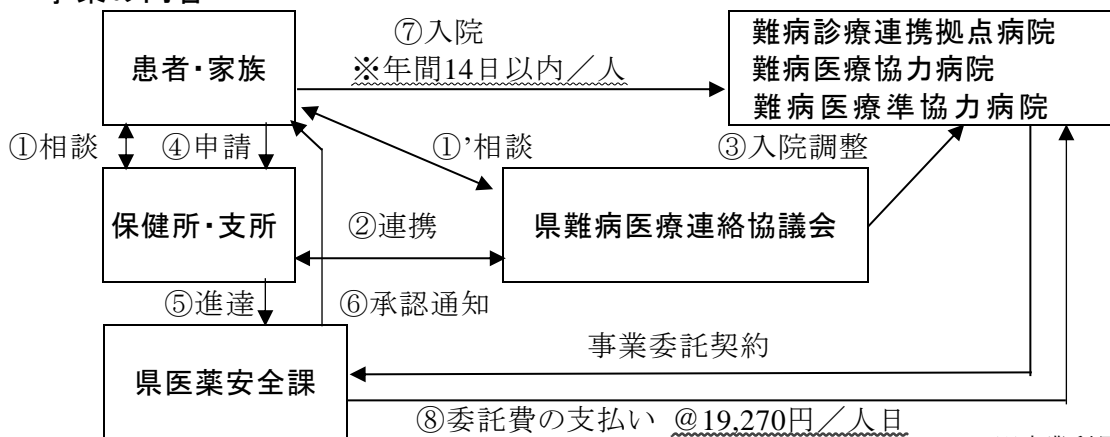 ⑦入院
※年間14日以内／人
患者・家族
難病診療連携拠点病院
難病医療協力病院
難病医療準協力病院
①相談
④申請
①’相談
③入院調整
保健所・支所
②連携
県難病医療連絡協議会
⑤進達
⑥承認通知
事業委託契約
県医薬安全課
⑧委託費の支払い @19,270円／人日